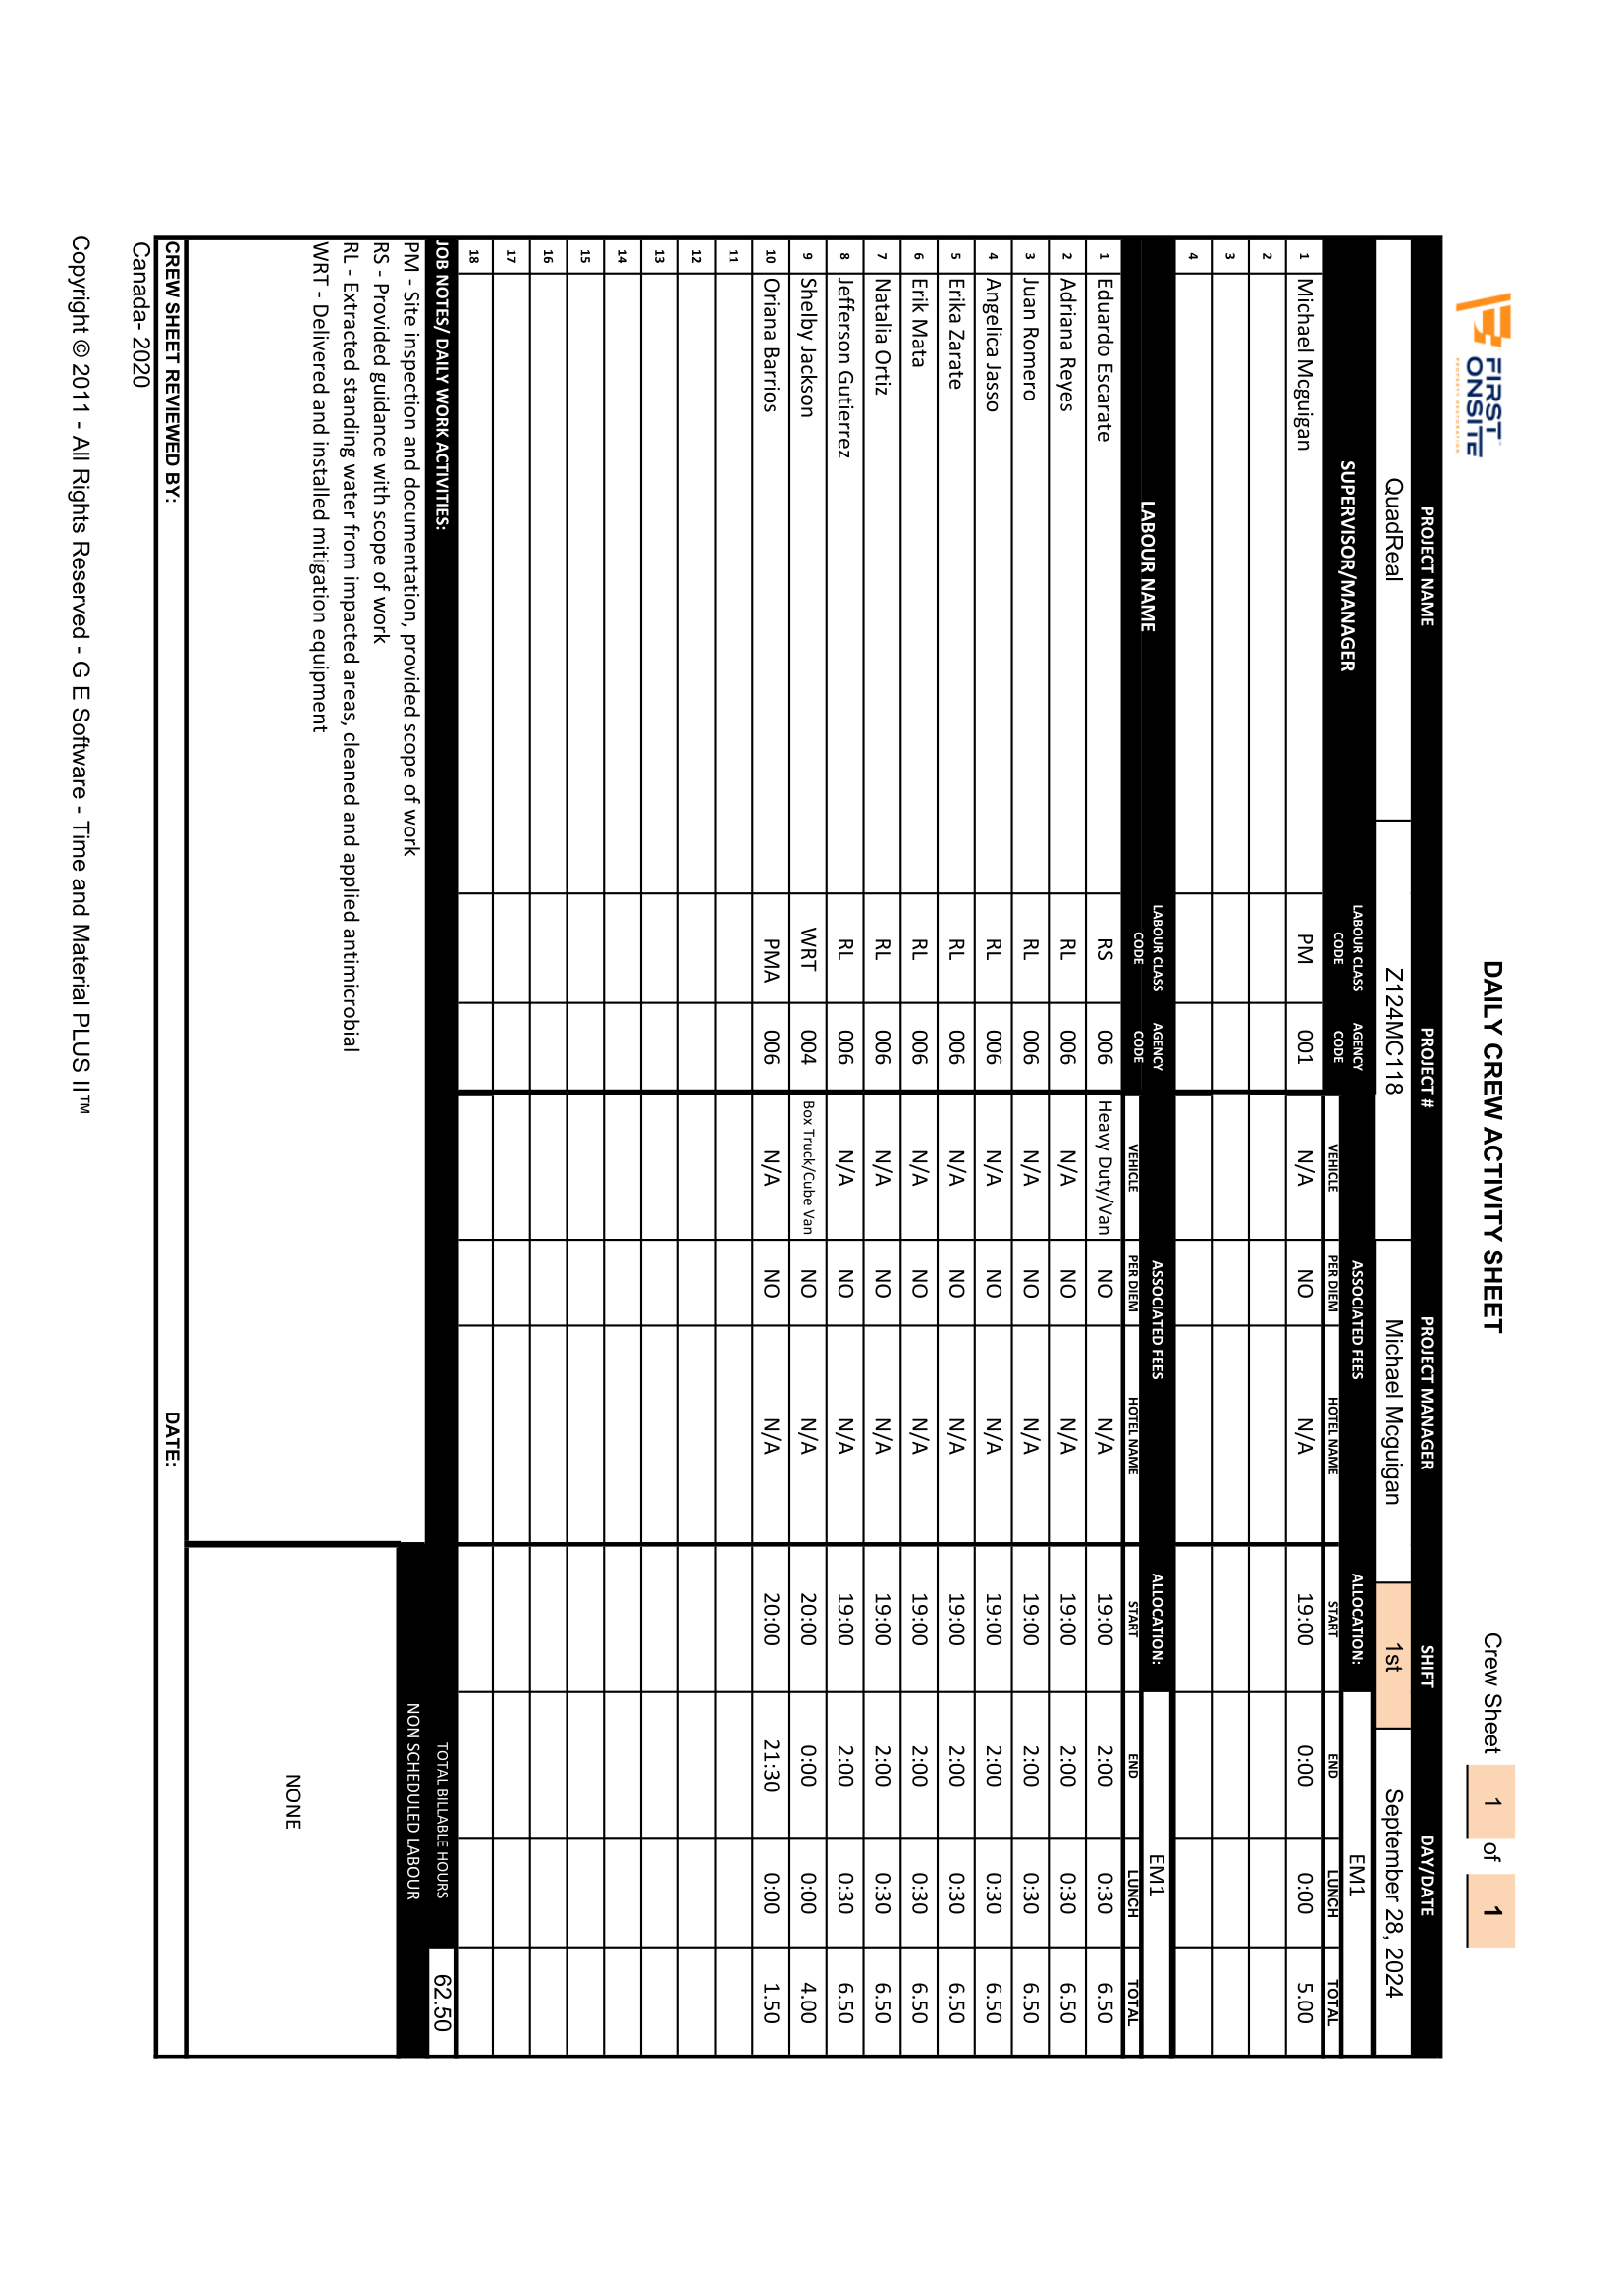 FIRST
ONSITE
PROPERTY RESTORATION
DAILY CREW ACTIVITY SHEET
Crew Sheet 1 of 1
PROJECT NAME PROJECT # PROJECT MANAGER SHIFT DAY/DATE
QuadReal Z124MC118 Michael Mcguigan 1st September 28, 2024
SUPERVISOR/MANAGER LABOUR CLASS CODE AGENCY CODE ASSOCIATED FEES ALLOCATION: EM1
VEHICLE PER DIEM HOTEL NAME START END LUNCH TOTAL
1 Michael Mcguigan PM 001 N/A NO N/A 19:00 0:00 0:00 5.00
2
3
4
LABOUR NAME LABOUR CLASS CODE AGENCY CODE ASSOCIATED FEES ALLOCATION: EM1
VEHICLE PER DIEM HOTEL NAME START END LUNCH TOTAL
1 Eduardo Escarate RS 006 Heavy Duty/Van NO N/A 19:00 2:00 0:30 6.50
2 Adriana Reyes RL 006 N/A NO N/A 19:00 2:00 0:30 6.50
3 Juan Romero RL 006 N/A NO N/A 19:00 2:00 0:30 6.50
4 Angelica Jasso RL 006 N/A NO N/A 19:00 2:00 0:30 6.50
5 Erika Zarate RL 006 N/A NO N/A 19:00 2:00 0:30 6.50
6 Erik Mata RL 006 N/A NO N/A 19:00 2:00 0:30 6.50
7 Natalia Ortiz RL 006 N/A NO N/A 19:00 2:00 0:30 6.50
8 Jefferson Gutierrez RL 006 N/A NO N/A 19:00 2:00 0:30 6.50
9 Shelby Jackson WRT 004 Box Truck/Cube Van NO N/A 20:00 0:00 0:00 4.00
10 Oriana Barrios PMA 006 N/A NO N/A 20:00 21:30 0:00 1.50
11
12
13
14
15
16
17
18
JOB NOTES/ DAILY WORK ACTIVITIES: TOTAL BILLABLE HOURS 62.50
NON SCHEDULED LABOUR
PM - Site inspection and documentation, provided scope of work
RS - Provided guidance with scope of work
RL - Extracted standing water from impacted areas, cleaned and applied antimicrobial
WRT - Delivered and installed mitigation equipment
NONE
CREW SHEET REVIEWED BY: DATE:
Canada- 2020
Copyright © 2011 - All Rights Reserved - G E Software - Time and Material PLUS II™